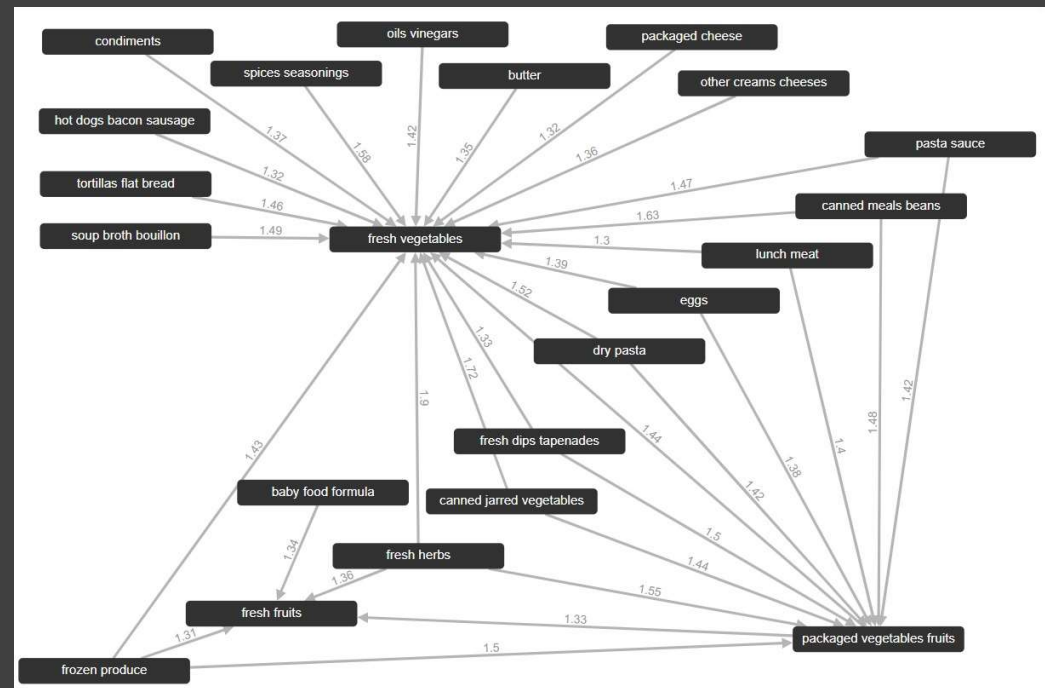 oils vinegars
condiments
packaged cheese
spices seasonings
butter
other creams cheeses
hot dogs bacon sausage
1.37
1.58
1.42
1.35
1.32
1.36
pasta sauce
1.32
tortillas flat bread
1.46
1.47
canned meals beans
soup broth bouillon
1.49
fresh vegetables
1.63
1.3
lunch meat
1.39
eggs
1.52
1.33
dry pasta
1.72
1.9
1.44
1.42
1.48
1.4
1.38
1.42
fresh dips tapenades
1.43
baby food formula
canned jarred vegetables
1.5
1.34
fresh herbs
1.44
1.36
1.55
fresh fruits
1.33
1.31
packaged vegetables fruits
1.5
frozen produce